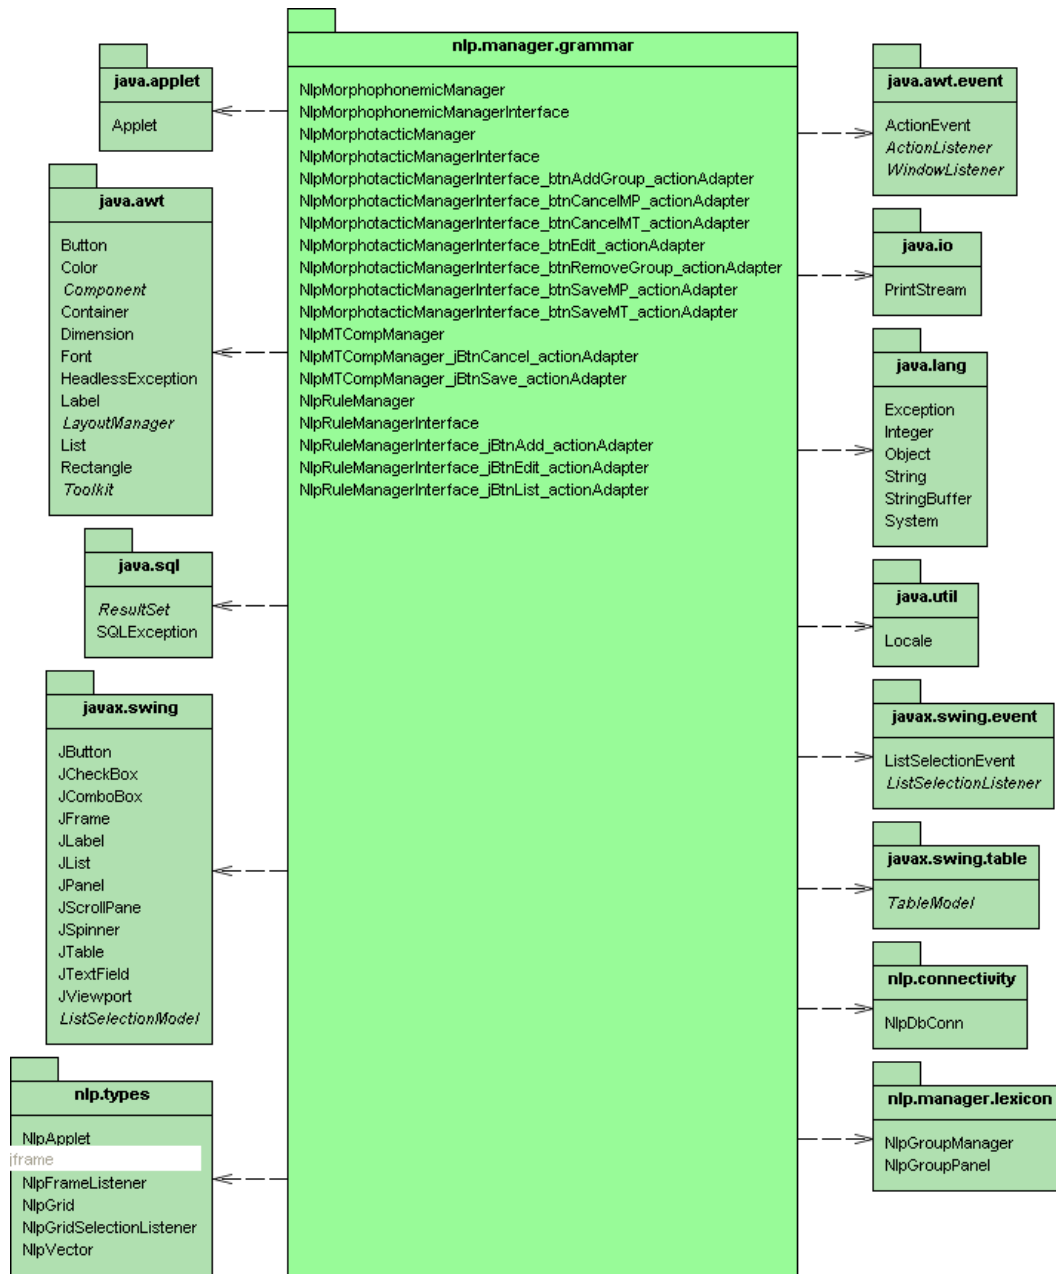 nlp.manager.grammar
NlpMorphophonemicManager
NlpMorphophonemicManagerInterface
NlpMorphotacticManager
NlpMorphotacticManagerInterface
NlpMorphotacticManagerInterface_btnAddGroup_actionAdapter
NlpMorphotacticManagerInterface_btnCancelMP_actionAdapter
NlpMorphotacticManagerInterface_btnCancelMT_actionAdapter
NlpMorphotacticManagerInterface_btnEdit_actionAdapter
NlpMorphotacticManagerInterface_btnRemoveGroup_actionAdapter
NlpMorphotacticManagerInterface_btnSaveMP_actionAdapter
NlpMorphotacticManagerInterface_btnSaveMT_actionAdapter
NlpMTCompManager
NlpMTCompManager_jBtnCancel_actionAdapter
NlpMTCompManager_jBtnSave_actionAdapter
NlpRuleManager
NlpRuleManagerInterface
NlpRuleManagerInterface_jBtnAdd_actionAdapter
NlpRuleManagerInterface_jBtnEdit_actionAdapter
NlpRuleManagerInterface_jBtnList_actionAdapter
java.applet
Applet
java.awt
Button
Color
Component
Container
Dimension
Font
HeadlessException
Label
LayoutManager
List
Rectangle
Toolkit
java.sql
ResultSet
SQLException
javax.swing
JButton
JCheckBox
JComboBox
JFrame
JLabel
JList
JPanel
JScrollPane
JSpinner
JTable
JTextField
JViewport
ListSelectionModel
nlp.types
NlpApplet
jframe
NlpFrameListener
NlpGrid
NlpGridSelectionListener
NlpVector
java.awt.event
ActionEvent
ActionListener
WindowListener
java.io
PrintStream
java.lang
Exception
Integer
Object
String
StringBuffer
System
java.util
Locale
javax.swing.event
ListSelectionEvent
ListSelectionListener
javax.swing.table
TableModel
nlp.connectivity
NlpDbConn
nlp.manager.lexicon
NlpGroupManager
NlpGroupPanel